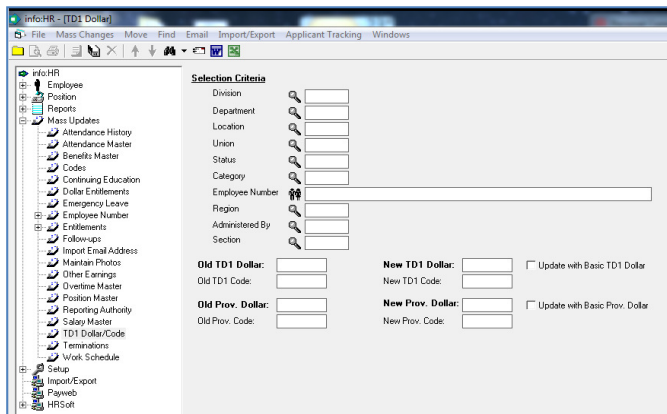 info:HR - [TD1 Dollar]
File Mass Changes Move Find Email Import/Export Applicant Tracking Windows
info:HR
Employee
Position
Reports
Mass Updates
Attendance History
Attendance Master
Benefits Master
Codes
Continuing Education
Dollar Entitlements
Emergency Leave
Employee Number
Entitlements
Follow-ups
Import Email Address
Maintain Photos
Other Earnings
Overtime Master
Position Master
Reporting Authority
Salary Master
TD1 Dollar/Code
Terminations
Work Schedule
Setup
Import/Export
Payweb
HRSoft
Selection Criteria
Division
Department
Location
Union
Status
Category
Employee Number
Region
Administered By
Section
Old TD1 Dollar: New TD1 Dollar: Update with Basic TD1 Dollar
Old TD1 Code: New TD1 Code:
Old Prov. Dollar: New Prov. Dollar: Update with Basic Prov. Dollar
Old Prov. Code: New Prov. Code: